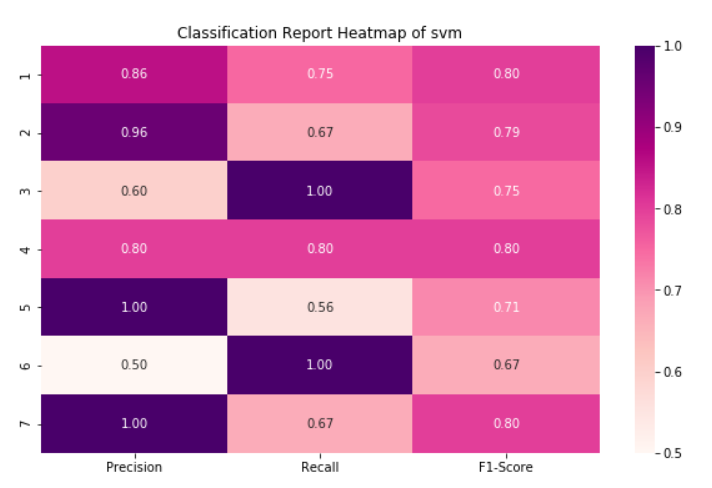 Classification Report Heatmap of svm
1 0.86 0.75 0.80
2 0.96 0.67 0.79
3 0.60 1.00 0.75
4 0.80 0.80 0.80
5 1.00 0.56 0.71
6 0.50 1.00 0.67
7 1.00 0.67 0.80
Precision Recall F1-Score
1.0
0.9
0.8
0.7
0.6
0.5